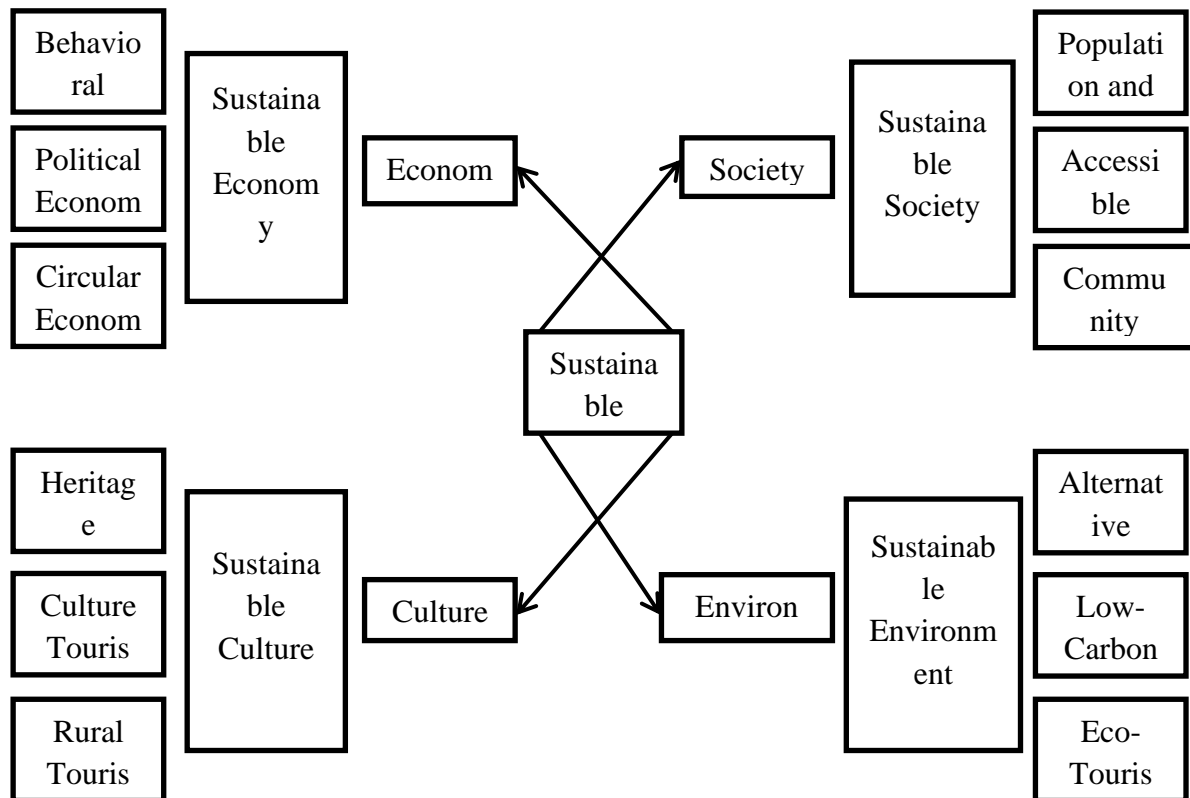 Behavio
ral
Political
Econom
Circular
Econom
Sustaina
ble
Econom
y
Econom
Society
Sustaina
ble
Society
Populati
on and
Accessi
ble
Commu
nity
Sustaina
ble
Heritag
e
Culture
Touris
Rural
Touris
Sustaina
ble
Culture
Culture
Environ
Sustainab
le
Environm
ent
Alternat
ive
Low-
Carbon
Eco-
Touris